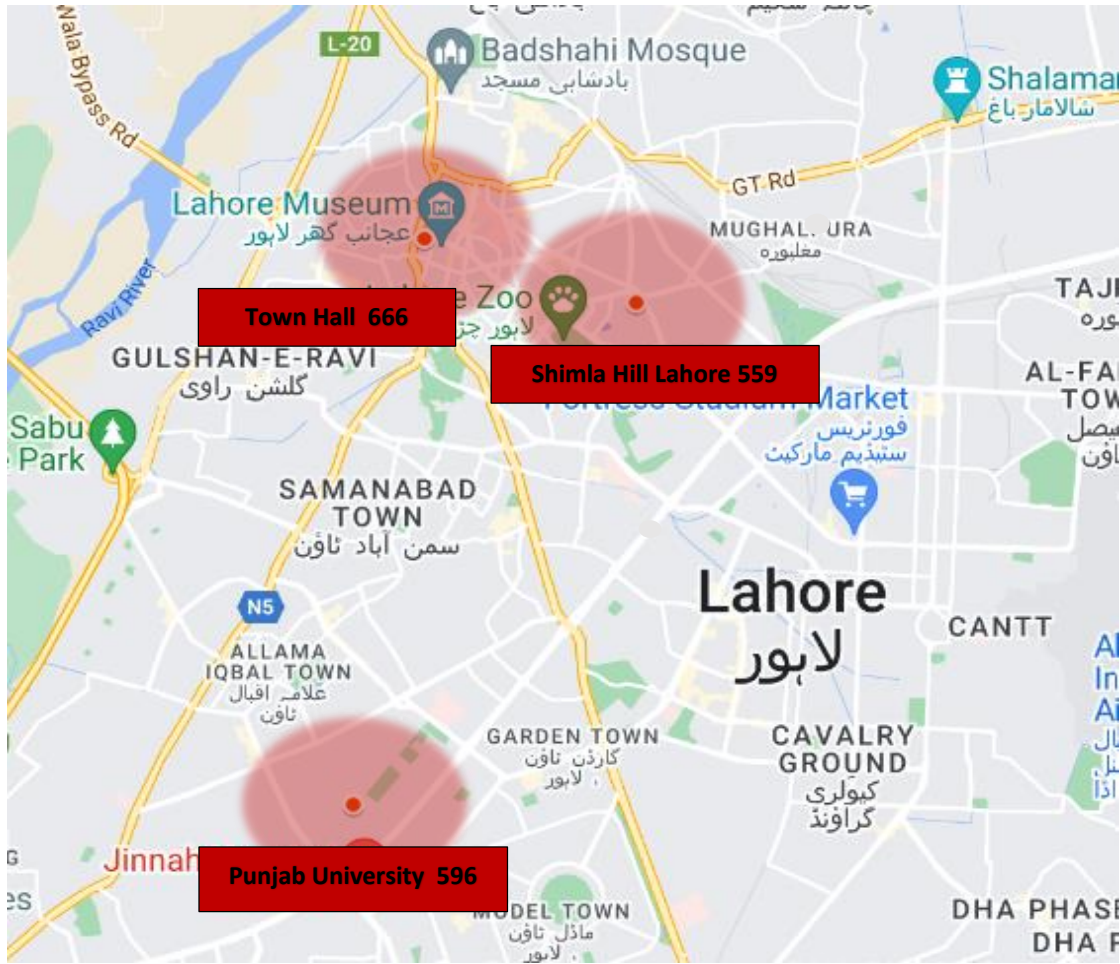 L-20
Badshahi Mosque
بادشاہی مسجد
Wala Bypass Rd
Shalamar
شالامار باغ
GT Rd
Lahore Museum
عجائب گھر لاہور
MUGHAL. URA
مغلپورہ
Ravi River
Zoo
لاہور
Town Hall 666
GULSHAN-E-RAVI
گلشن راوی
Shimla Hill Lahore 559
Market
فورٹریس
سٹیڈیم مارکیٹ
Sabu
Park
SAMANABAD
TOWN
سمن آباد ٹاؤن
N5
Lahore
لاہور
CANTT
ALLAMA
IQBAL TOWN
علامہ اقبال
ٹاؤن
GARDEN TOWN
گارڈن ٹاؤن
، لاہور
CAVALRY
GROUND
کیولری
گراؤنڈ
Jinnah
Punjab University 596
MODEL TOWN
ماڈل ٹاؤن
، لاہور
DHA PHASE
DHA